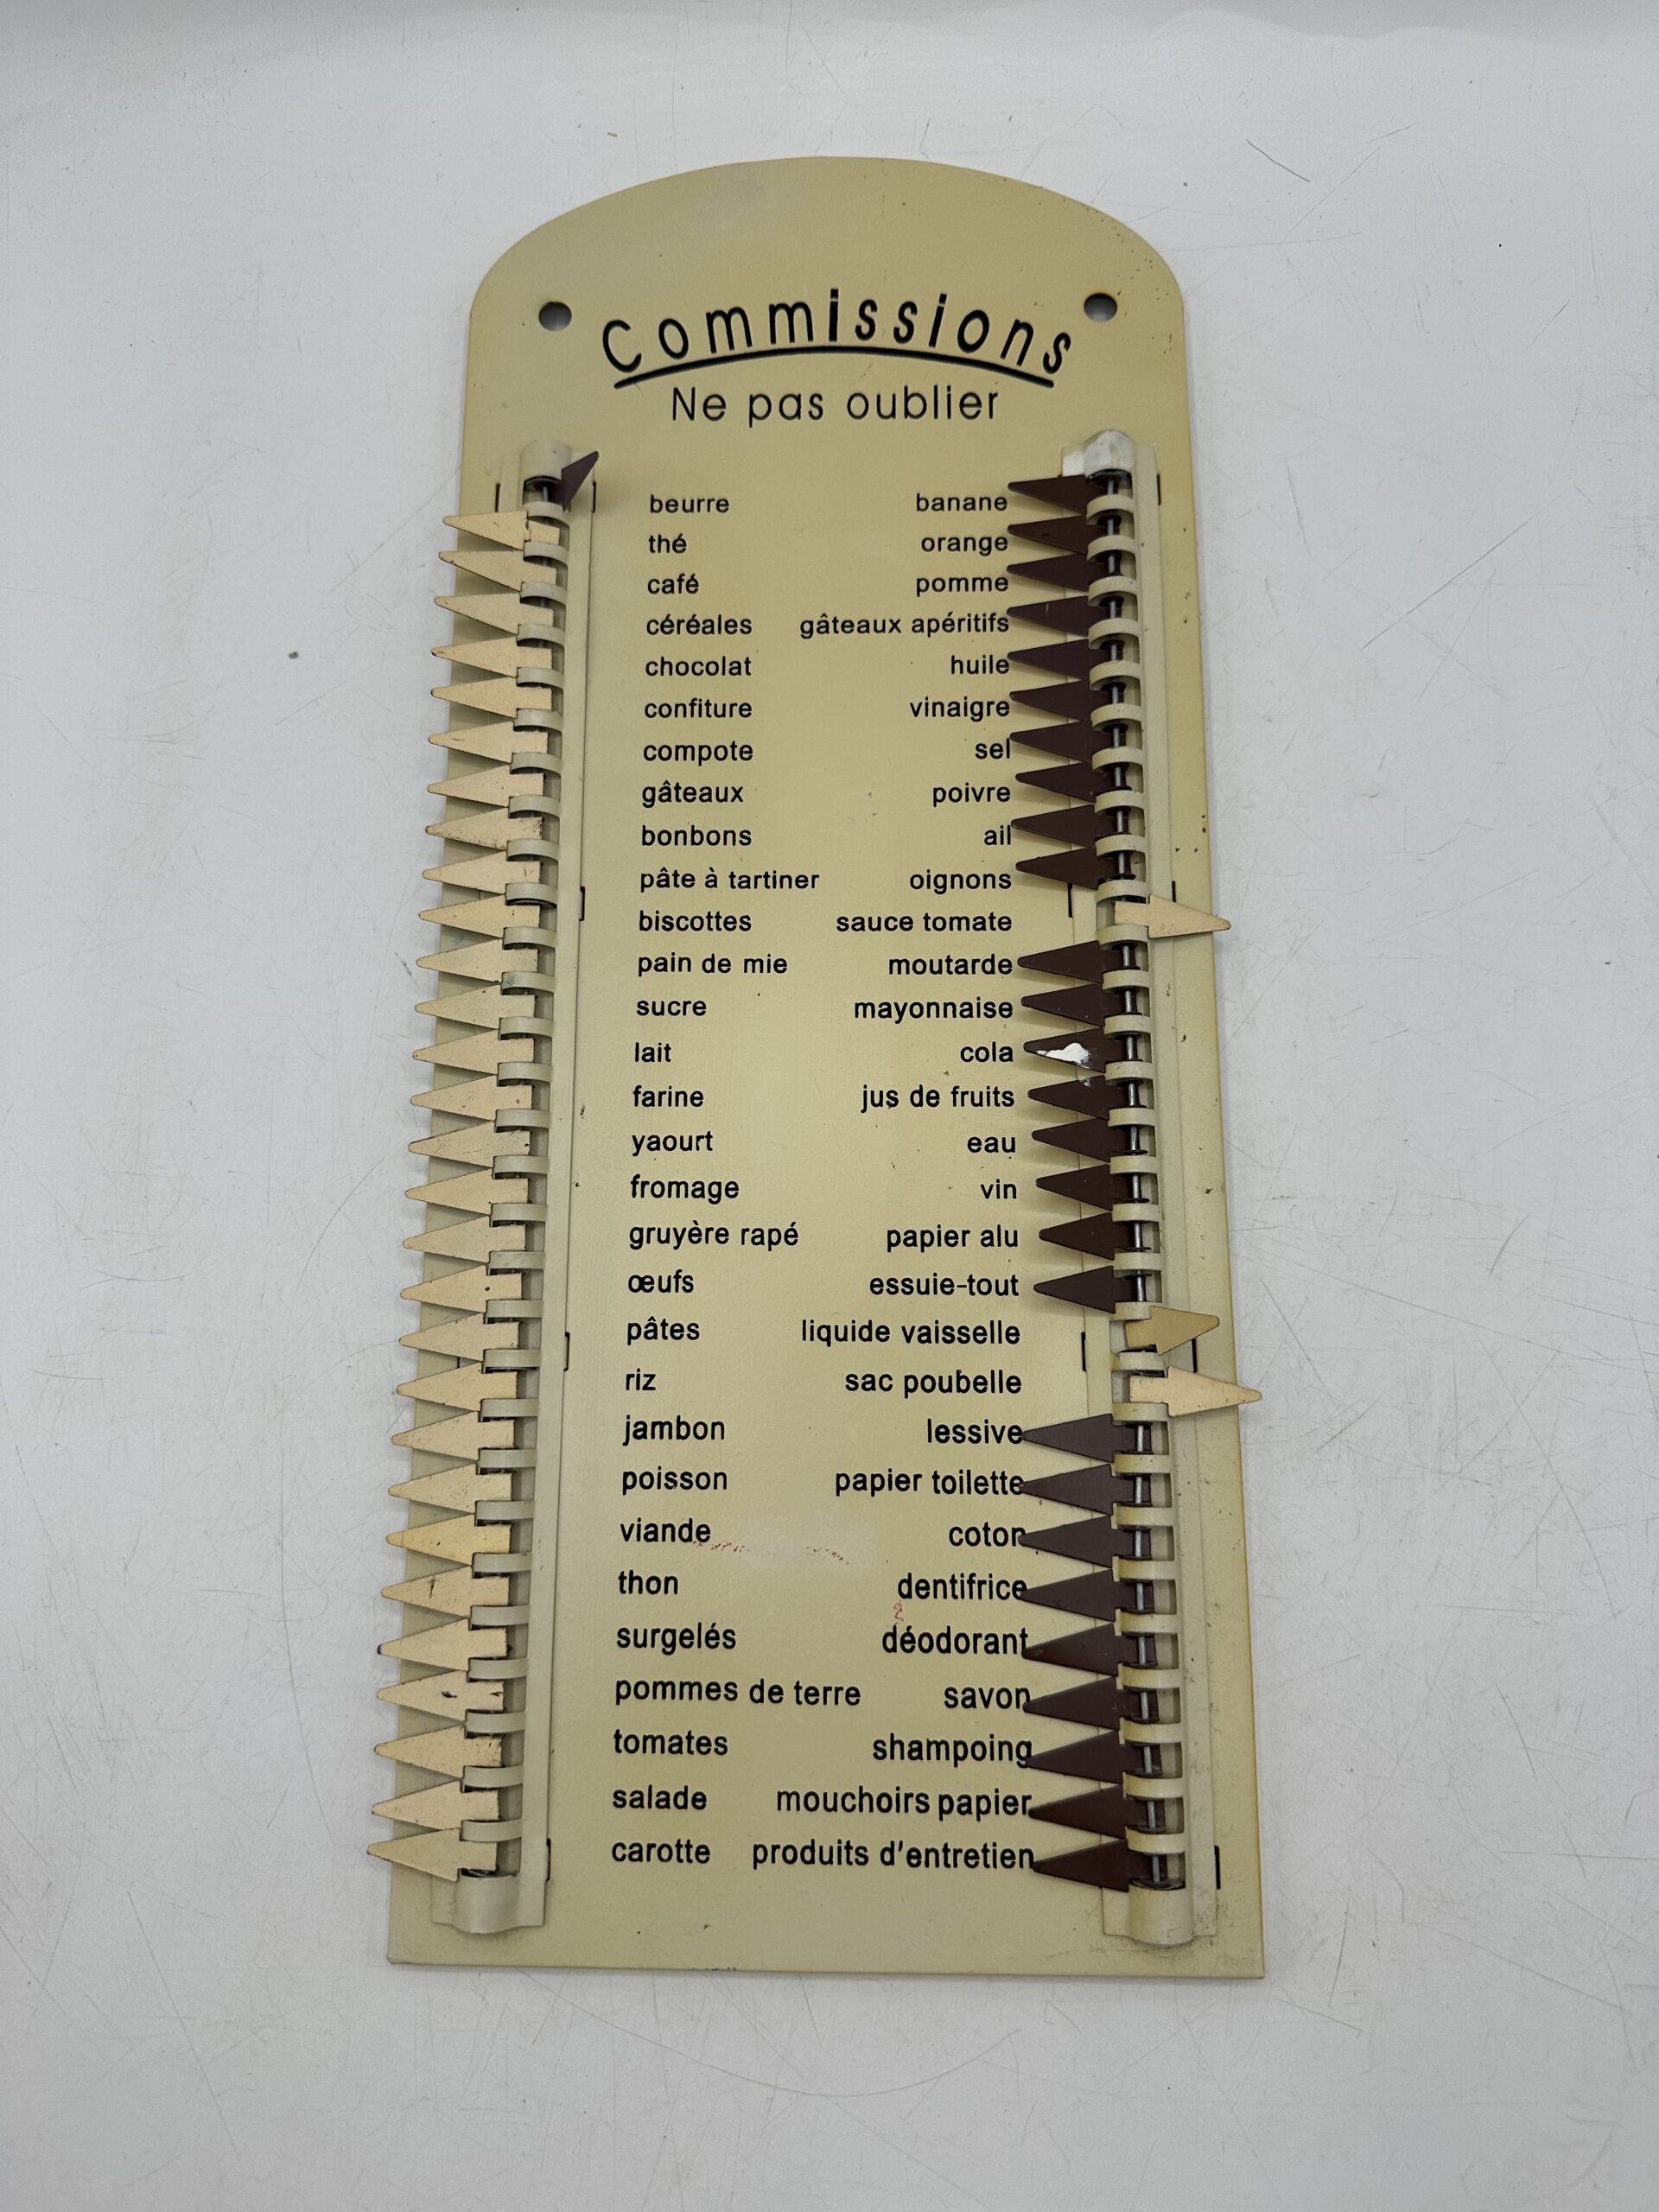 Commissions
Ne pas oublier
beurre banane
thé orange
café pomme
céréales gâteaux apéritifs
chocolat huile
confiture vinaigre
compote sel
gâteaux poivre
bonbons ail
pâte à tartiner oignons
biscottes sauce tomate
pain de mie moutarde
sucre mayonnaise
lait cola
farine jus de fruits
yaourt eau
fromage vin
gruyère rapé papier alu
œufs essuie-tout
pâtes liquide vaisselle
riz sac poubelle
jambon lessive
poisson papier toilette
viande coton
thon dentifrice
surgelés déodorant
pommes de terre savon
tomates shampoing
salade mouchoirs papier
carotte produits d'entretien